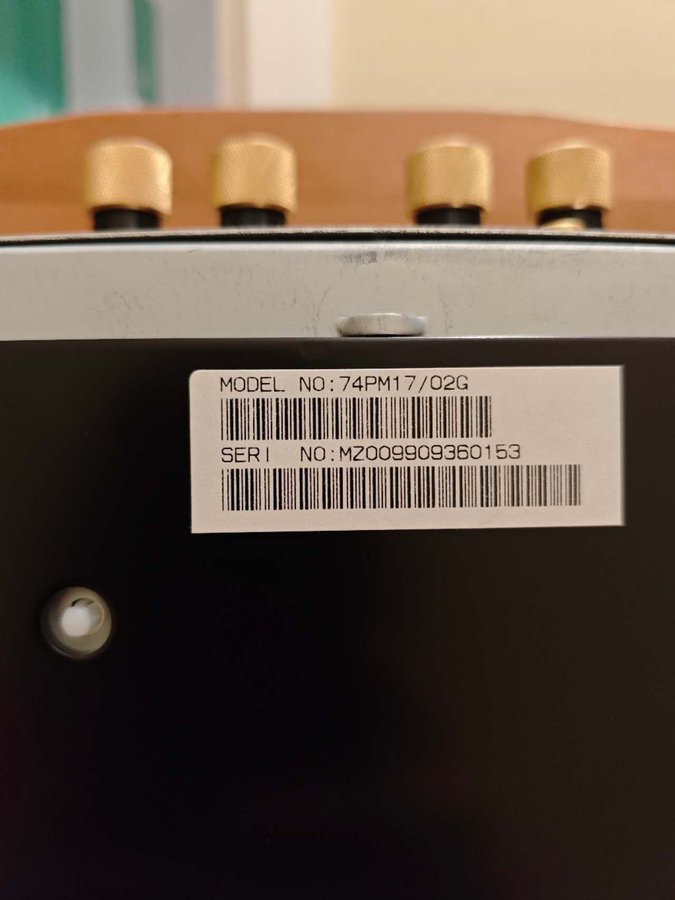 MODEL NO:74PM17/02G
SERI NO:MZ009909360153